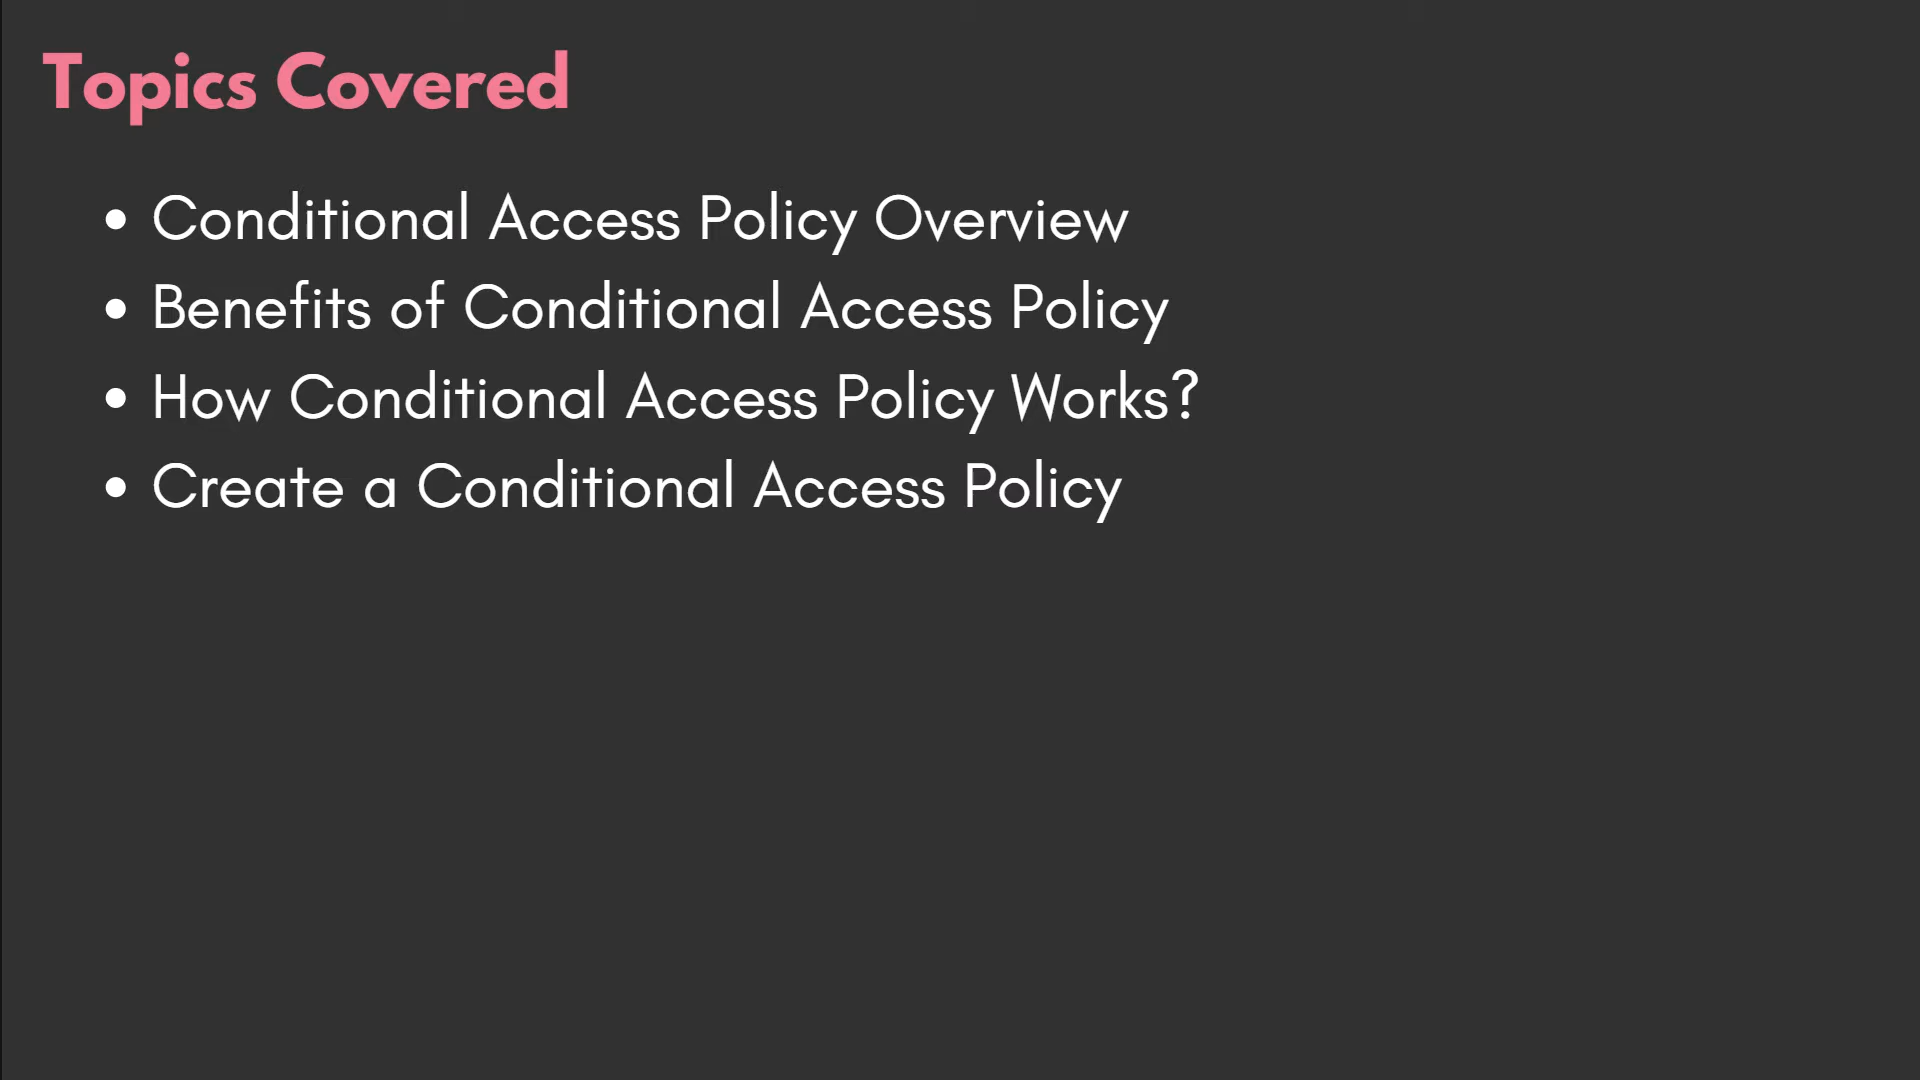 Topics Covered
• Conditional Access Policy Overview
• Benefits of Conditional Access Policy
• How Conditional Access Policy Works?
• Create a Conditional Access Policy